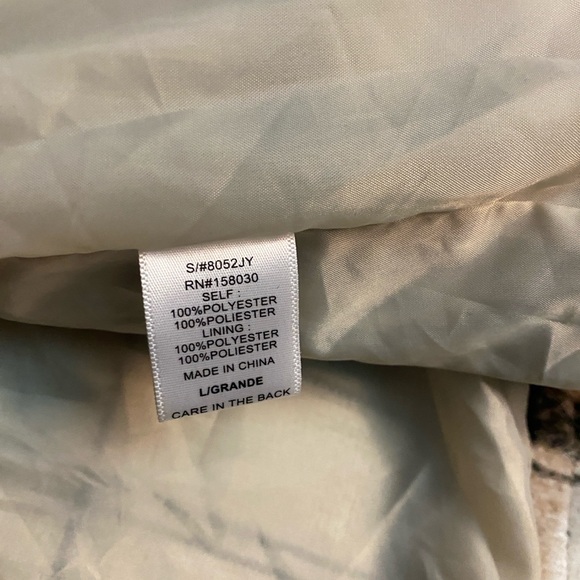 S/#8052JY
RN#158030
SELF :
100%POLYESTER
100%POLIESTER
LINING :
100%POLYESTER
100%POLIESTER
MADE IN CHINA
L/GRANDE
CARE IN THE BACK